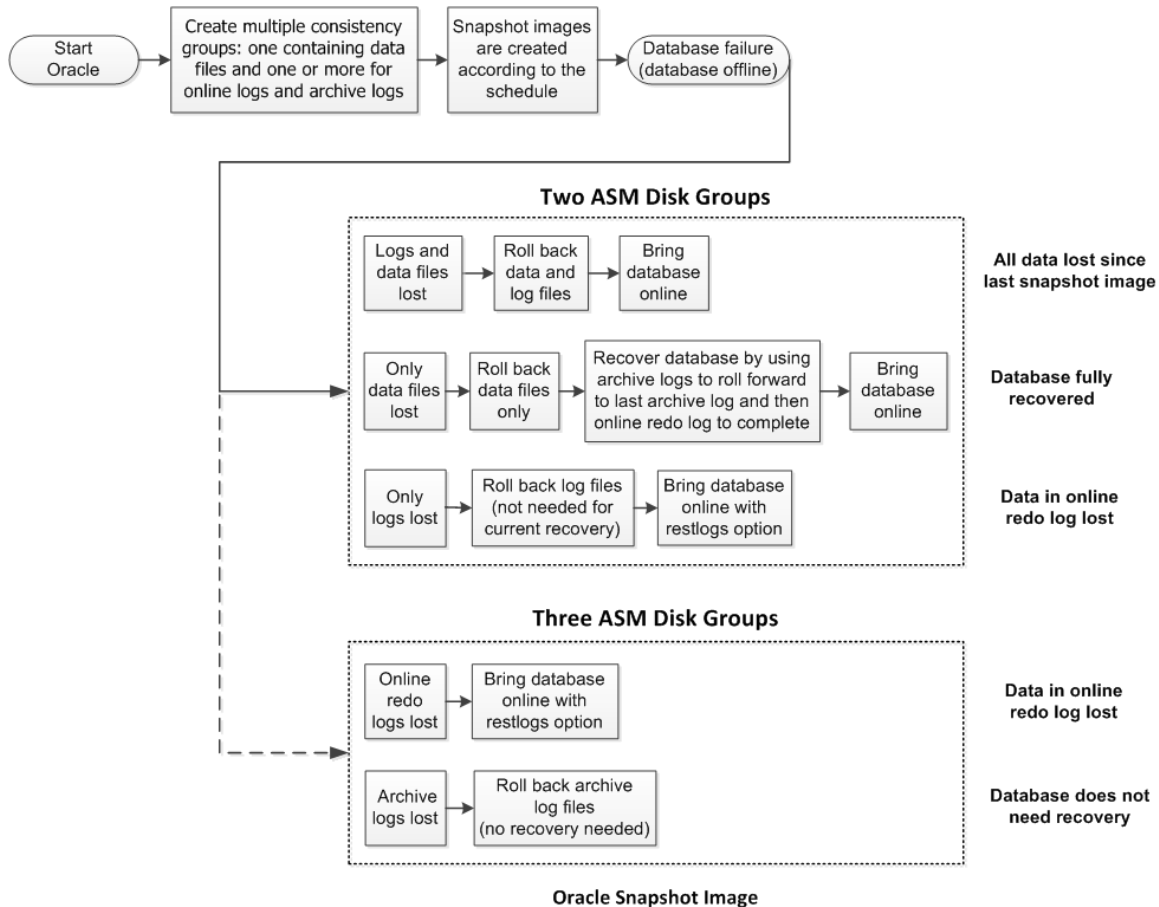 Start
Oracle
Create multiple consistency
groups: one containing data
files and one or more for
online logs and archive logs
Snapshot images
are created
according to the
schedule
Database failure
(database offline)
Two ASM Disk Groups
Logs and
data files
lost
Roll back
data and
log files
Bring
database
online
All data lost since
last snapshot image
Only
data files
lost
Roll back
data files
only
Recover database by using
archive logs to roll forward
to last archive log and then
online redo log to complete
Bring
database
online
Database fully
recovered
Only
logs lost
Roll back log files
(not needed for
current recovery)
Bring database
online with
restlogs option
Data in online
redo log lost
Three ASM Disk Groups
Online
redo
logs lost
Bring database
online with
restlogs option
Data in online
redo log lost
Archive
logs lost
Roll back archive
log files
(no recovery needed)
Database does not
need recovery
Oracle Snapshot Image